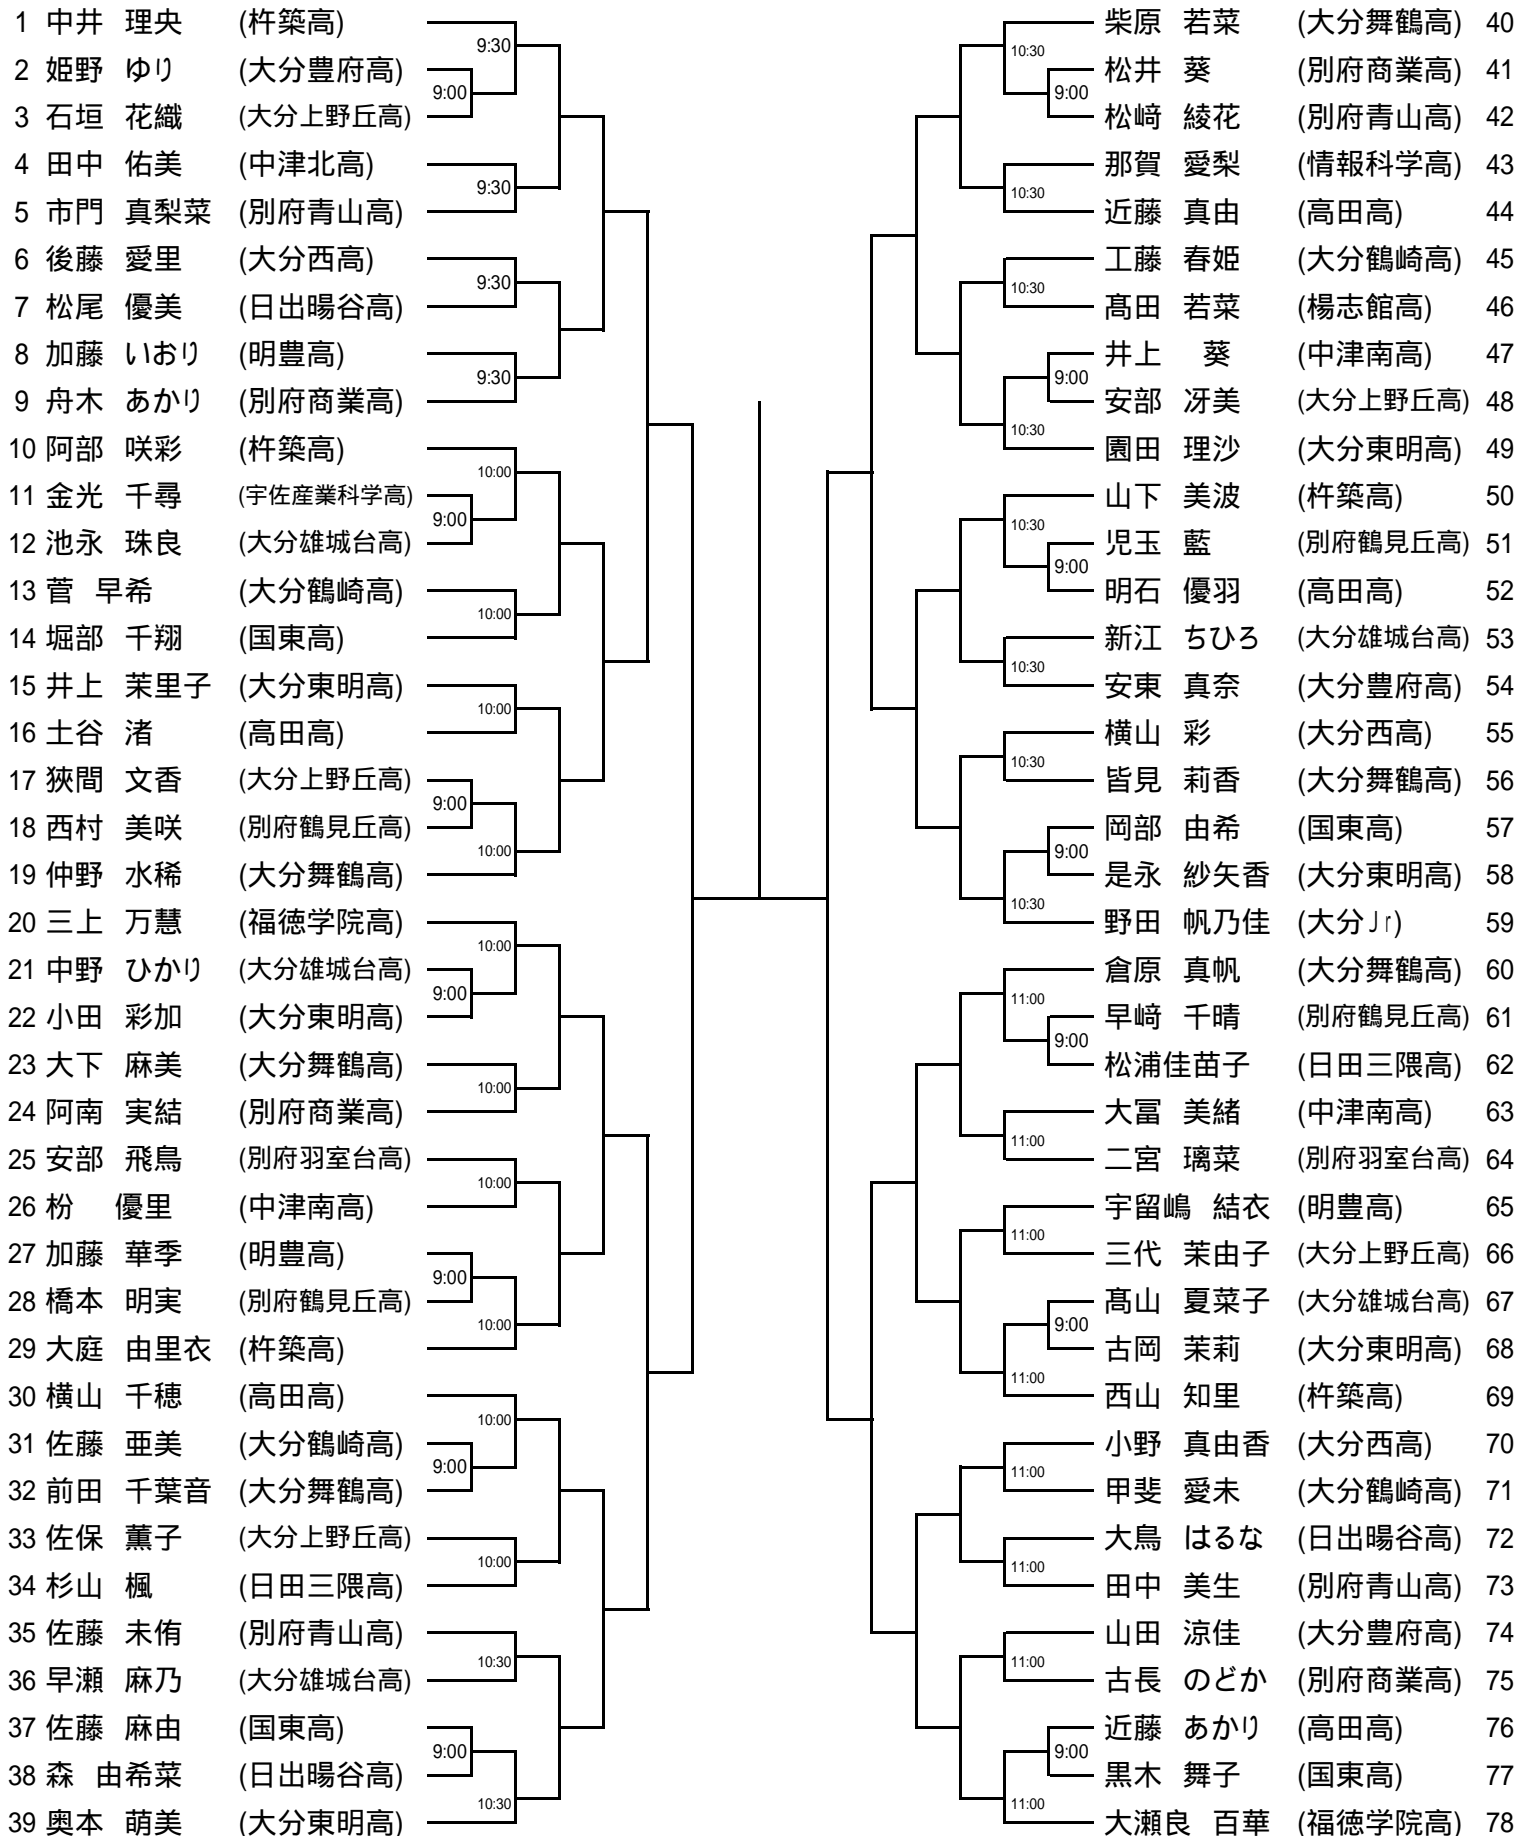 1 中井 理央 (杵築高)
2 姫野 ゆり (大分豊府高)
3 石垣 花織 (大分上野丘高)
4 田中 佑美 (中津北高)
5 市門 真梨菜 (別府青山高)
6 後藤 愛里 (大分西高)
7 松尾 優美 (日出暘谷高)
8 加藤 いおり (明豊高)
9 舟木 あかり (別府商業高)
10 阿部 咲彩 (杵築高)
11 金光 千尋 (宇佐産業科学高)
12 池永 珠良 (大分雄城台高)
13 菅 早希 (大分鶴崎高)
14 堀部 千翔 (国東高)
15 井上 茉里子 (大分東明高)
16 土谷 渚 (高田高)
17 狹間 文香 (大分上野丘高)
18 西村 美咲 (別府鶴見丘高)
19 仲野 水稀 (大分舞鶴高)
20 三上 万慧 (福徳学院高)
21 中野 ひかり (大分雄城台高)
22 小田 彩加 (大分東明高)
23 大下 麻美 (大分舞鶴高)
24 阿南 実結 (別府商業高)
25 安部 飛鳥 (別府羽室台高)
26 枌 優里 (中津南高)
27 加藤 華季 (明豊高)
28 橋本 明実 (別府鶴見丘高)
29 大庭 由里衣 (杵築高)
30 横山 千穂 (高田高)
31 佐藤 亜美 (大分鶴崎高)
32 前田 千葉音 (大分舞鶴高)
33 佐保 薫子 (大分上野丘高)
34 杉山 楓 (日田三隈高)
35 佐藤 未侑 (別府青山高)
36 早瀬 麻乃 (大分雄城台高)
37 佐藤 麻由 (国東高)
38 森 由希菜 (日出暘谷高)
39 奥本 萌美 (大分東明高)
9:30
9:00
9:30
9:30
9:30
10:00
9:00
10:00
10:00
9:00
10:00
10:00
9:00
10:00
10:00
9:00
10:00
10:00
9:00
10:00
10:30
9:00
10:30
柴原 若菜 (大分舞鶴高) 40
松井 葵 (別府商業高) 41
松﨑 綾花 (別府青山高) 42
那賀 愛梨 (情報科学高) 43
近藤 真由 (高田高) 44
工藤 春姫 (大分鶴崎高) 45
髙田 若菜 (楊志館高) 46
井上 葵 (中津南高) 47
安部 冴美 (大分上野丘高) 48
園田 理沙 (大分東明高) 49
山下 美波 (杵築高) 50
児玉 藍 (別府鶴見丘高) 51
明石 優羽 (高田高) 52
新江 ちひろ (大分雄城台高) 53
安東 真奈 (大分豊府高) 54
横山 彩 (大分西高) 55
皆見 莉香 (大分舞鶴高) 56
岡部 由希 (国東高) 57
是永 紗矢香 (大分東明高) 58
野田 帆乃佳 (大分Jr) 59
倉原 真帆 (大分舞鶴高) 60
早﨑 千晴 (別府鶴見丘高) 61
松浦佳苗子 (日田三隈高) 62
大冨 美緒 (中津南高) 63
二宮 璃菜 (別府羽室台高) 64
宇留嶋 結衣 (明豊高) 65
三代 茉由子 (大分上野丘高) 66
髙山 夏菜子 (大分雄城台高) 67
古岡 茉莉 (大分東明高) 68
西山 知里 (杵築高) 69
小野 真由香 (大分西高) 70
甲斐 愛未 (大分鶴崎高) 71
大鳥 はるな (日出暘谷高) 72
田中 美生 (別府青山高) 73
山田 涼佳 (大分豊府高) 74
古長 のどか (別府商業高) 75
近藤 あかり (高田高) 76
黒木 舞子 (国東高) 77
大瀬良 百華 (福徳学院高) 78
10:30
9:00
10:30
10:30
9:00
10:30
10:30
9:00
10:30
10:30
9:00
10:30
11:00
9:00
11:00
11:00
9:00
11:00
11:00
11:00
11:00
9:00
11:00